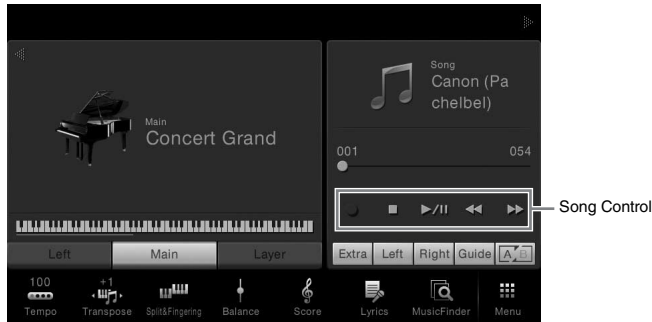 Main
Concert Grand
Song
Canon (Pa
chelbel)
001 054
Song Control
Left Main Layer
Extra Left Right Guide A B
100
+1
Tempo Transpose Split&Fingering Balance Score Lyrics MusicFinder Menu